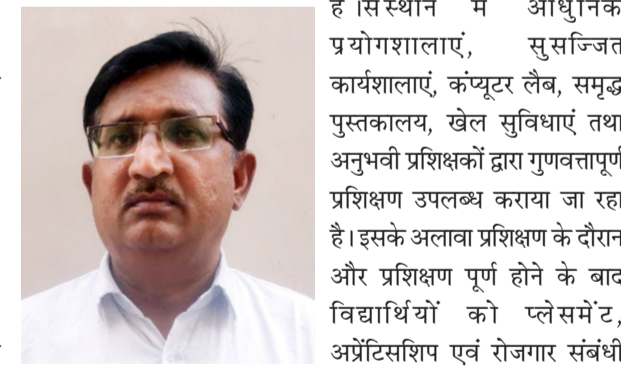 है ।संस्थान में आधुनिक
प्रयोगशालाएं, सुसज्जित
कार्यशालाएं, कंप्यूटर लैब, समृद्ध
पुस्तकालय, खेल सुविधाएं तथा
अनुभवी प्रशिक्षकों द्वारा गुणवत्तापूर्ण
प्रशिक्षण उपलब्ध कराया जा रहा
है। इसके अलावा प्रशिक्षण के दौरान
और प्रशिक्षण पूर्ण होने के बाद
विद्यार्थियों को प्लेसमेंट,
अप्रेंटिसशिप एवं रोजगार संबंधी